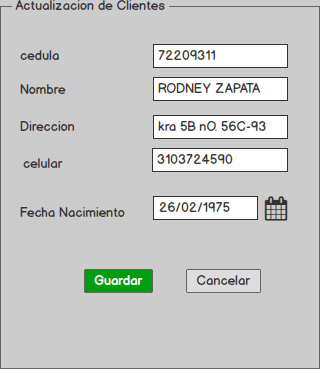 Actualizacion de Clientes
cedula 72209311
Nombre RODNEY ZAPATA
Direccion kra 5B nO. 56C-93
celular 3103724590
Fecha Nacimiento 26/02/1975
Guardar Cancelar